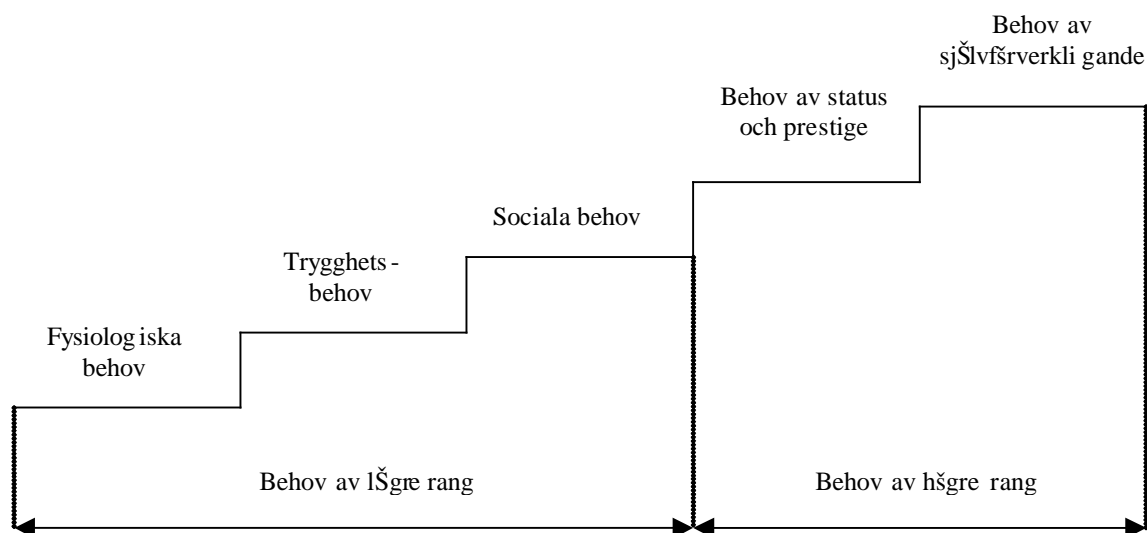 Behov av
sjŠlvfšrverkli gande
Behov av status
och prestige
Sociala behov
Trygghets -
behov
Fysiolog iska
behov
Behov av lŠgre rang
Behov av hšgre rang